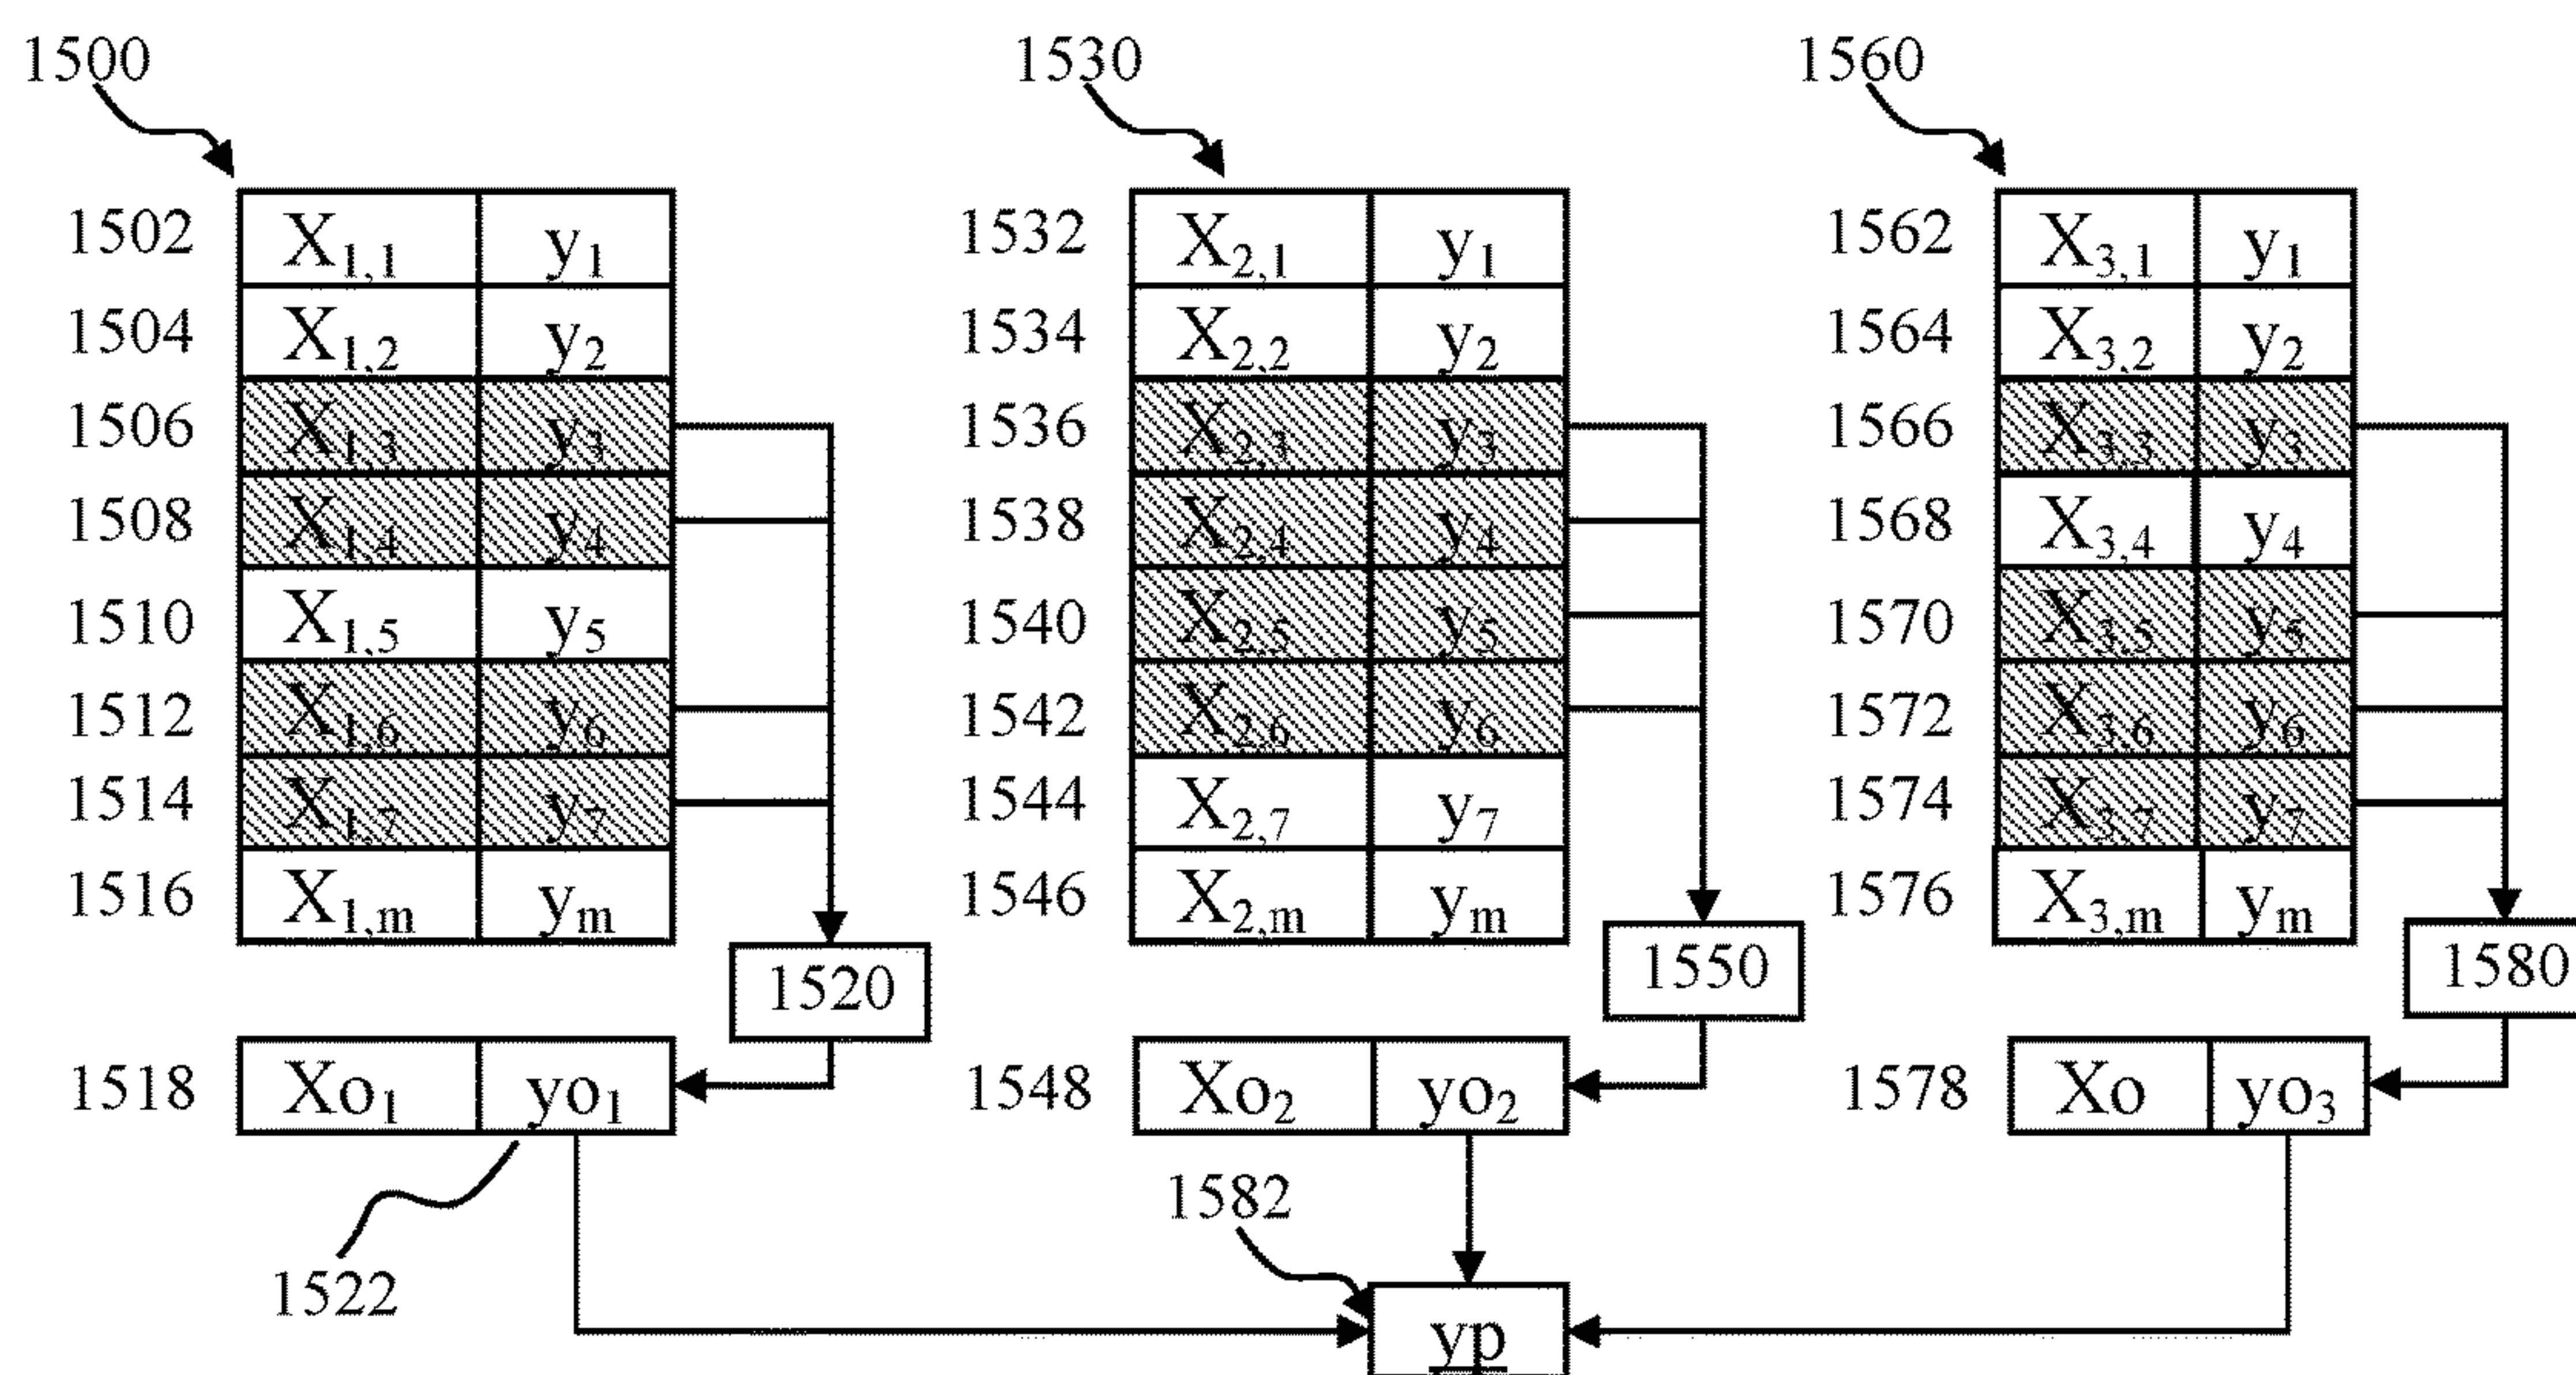 1500 1530 1560
1502 X1,1 y1 1532 X2,1 y1 1562 X3,1 y1
1504 X1,2 y2 1534 X2,2 y2 1564 X3,2 y2
1506 X1,3 y3 1536 X2,3 y3 1566 X3,3 y3
1508 X1,4 y4 1538 X2,4 y4 1568 X3,4 y4
1510 X1,5 y5 1540 X2,5 y5 1570 X3,5 y5
1512 X1,6 y6 1542 X2,6 y6 1572 X3,6 y6
1514 X1,7 y7 1544 X2,7 y7 1574 X3,7 y7
1516 X1,m ym 1546 X2,m ym 1576 X3,m ym
1520 1550 1580
1518 Xo1 yo1 1548 Xo2 yo2 1578 Xo yo3
1522 1582
yp